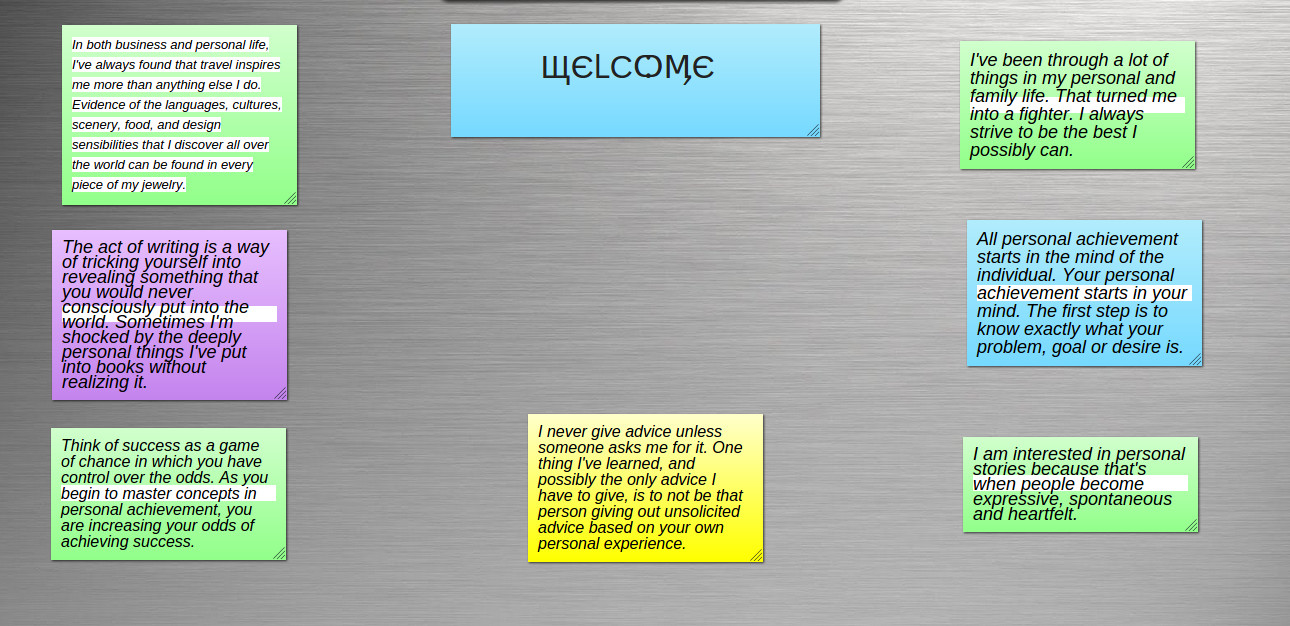 In both business and personal life,
I've always found that travel inspires
me more than anything else I do.
Evidence of the languages, cultures,
scenery, food, and design
sensibilities that I discover all over
the world can be found in every
piece of my jewelry.
ЩЄLCOMЄ
I've been through a lot of
things in my personal and
family life. That turned me
into a fighter. I always
strive to be the best I
possibly can.
The act of writing is a way
of tricking yourself into
revealing something that
you would never
consciously put into the
world. Sometimes I'm
shocked by the deeply
personal things I've put
into books without
realizing it.
All personal achievement
starts in the mind of the
individual. Your personal
achievement starts in your
mind. The first step is to
know exactly what your
problem, goal or desire is.
Think of success as a game
of chance in which you have
control over the odds. As you
begin to master concepts in
personal achievement, you
are increasing your odds of
achieving success.
I never give advice unless
someone asks me for it. One
thing I've learned, and
possibly the only advice I
have to give, is to not be that
person giving out unsolicited
advice based on your own
personal experience.
I am interested in personal
stories because that's
when people become
expressive, spontaneous
and heartfelt.